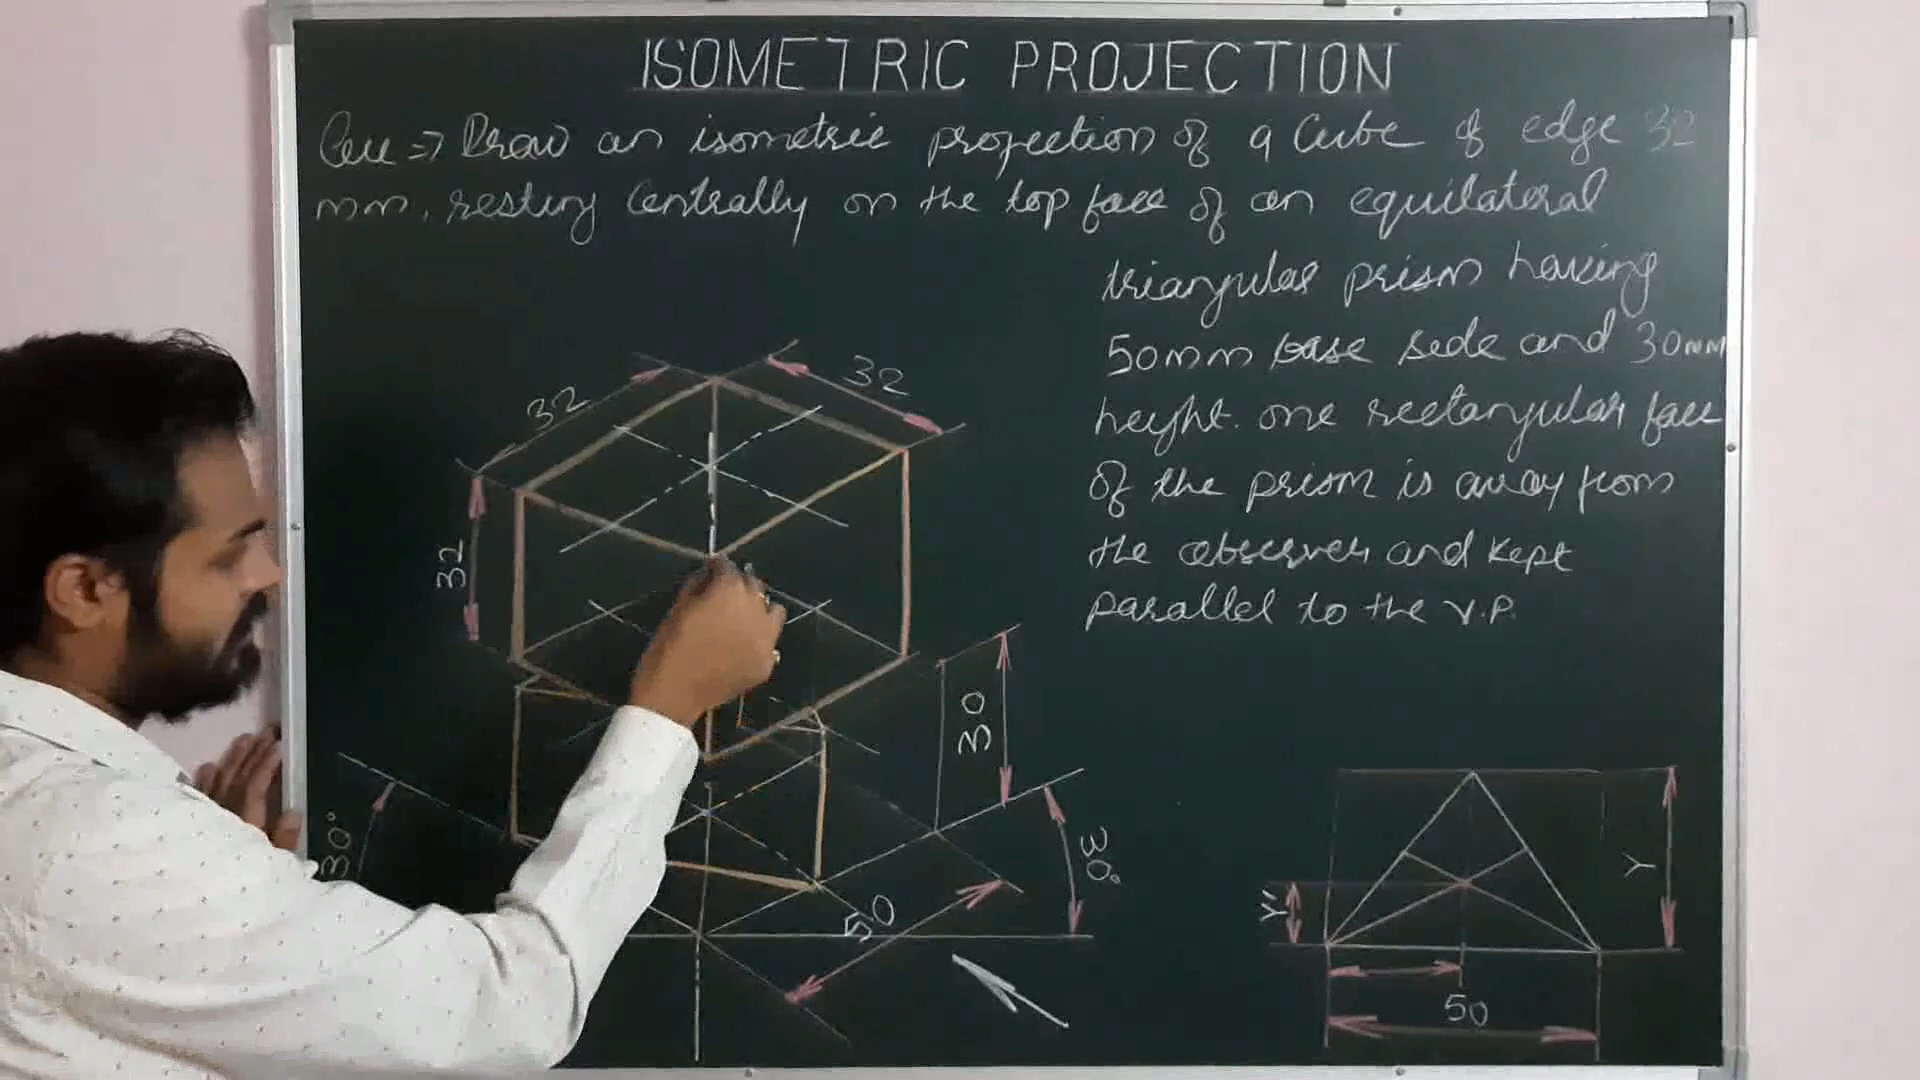 ISOMETRIC PROJECTION
Que => Draw an isometric projection of a Cube of edge 32
mm, resting Centrally on the top face of an equilateral
triangular prism having
50mm base side and 30mm
height. one rectangular face
of the prism is away from
the observer and kept
parallel to the V.P.
32
32
32
30
30°
30°
50
Y
Y'
50